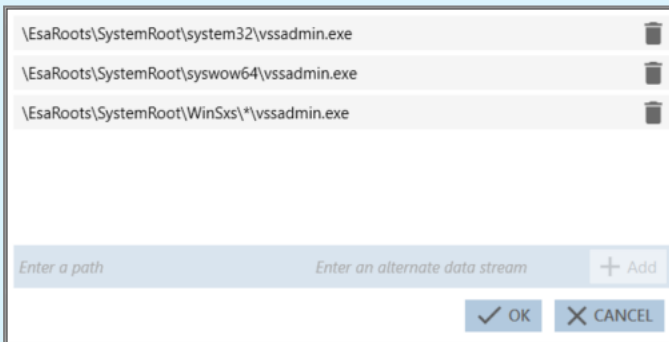 \EsaRoots\SystemRoot\system32\vssadmin.exe
\EsaRoots\SystemRoot\syswow64\vssadmin.exe
\EsaRoots\SystemRoot\WinSxs\*\vssadmin.exe
Enter a path Enter an alternate data stream + Add
OK CANCEL